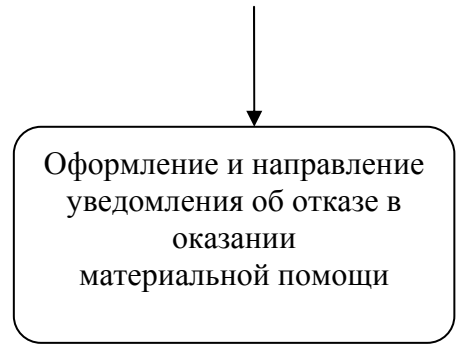 Оформление и направление
уведомления об отказе в
оказании
материальной помощи